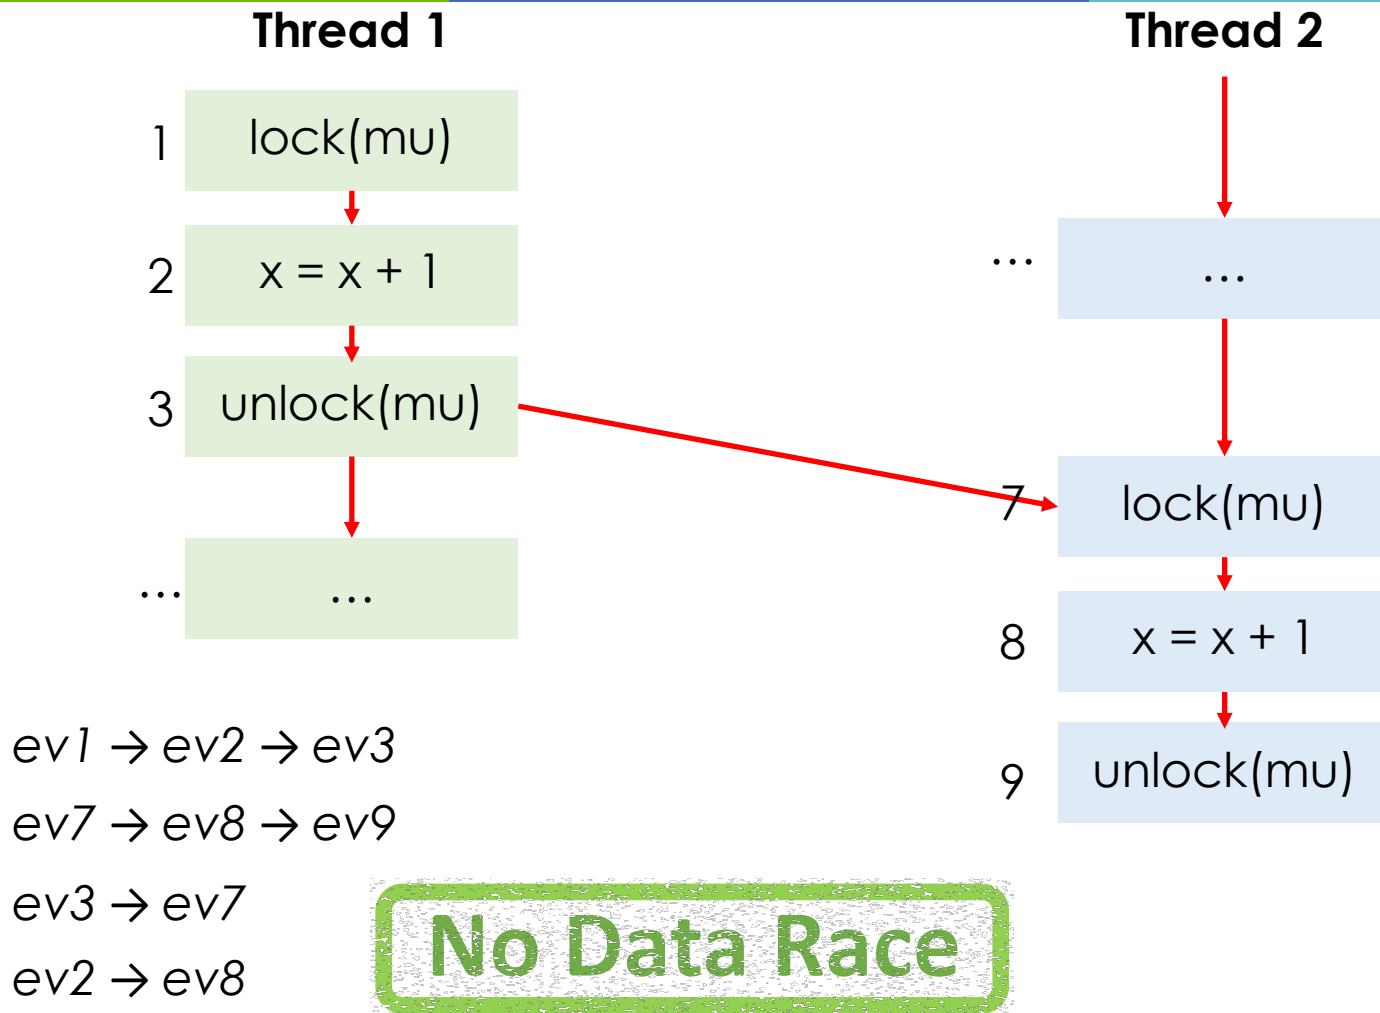 Thread 1
Thread 2
1 lock(mu)
2 x = x + 1
... ...
3 unlock(mu)
7 lock(mu)
... ...
8 x = x + 1
9 unlock(mu)
ev1 → ev2 → ev3
ev7 → ev8 → ev9
ev3 → ev7
ev2 → ev8
No Data Race